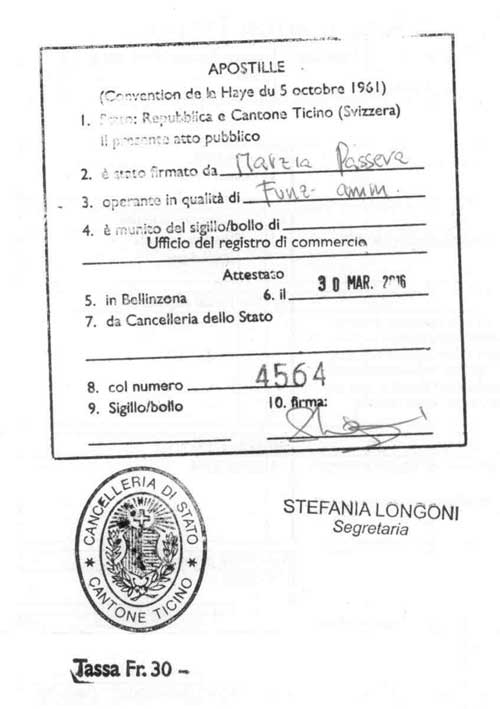 APOSTILLE
(Convention de la Haye du 5 octobre 1961)
1. Stato: Repubblica e Cantone Ticino (Svizzera)
Il presente atto pubblico
2. è stato firmato da Marzia Passera
3. operante in qualità di Funz. amm.
4. è munito del sigillo/bollo di
Ufficio del registro di commercio
Attestato
5. in Bellinzona 6. il 30 MAR. 2016
7. da Cancelleria dello Stato
8. col numero 4564
9. Sigillo/bollo 10. firma:
CANCELLERIA DI STATO
* CANTONE TICINO *
STEFANIA LONGONI
Segretaria
Tassa Fr. 30 –